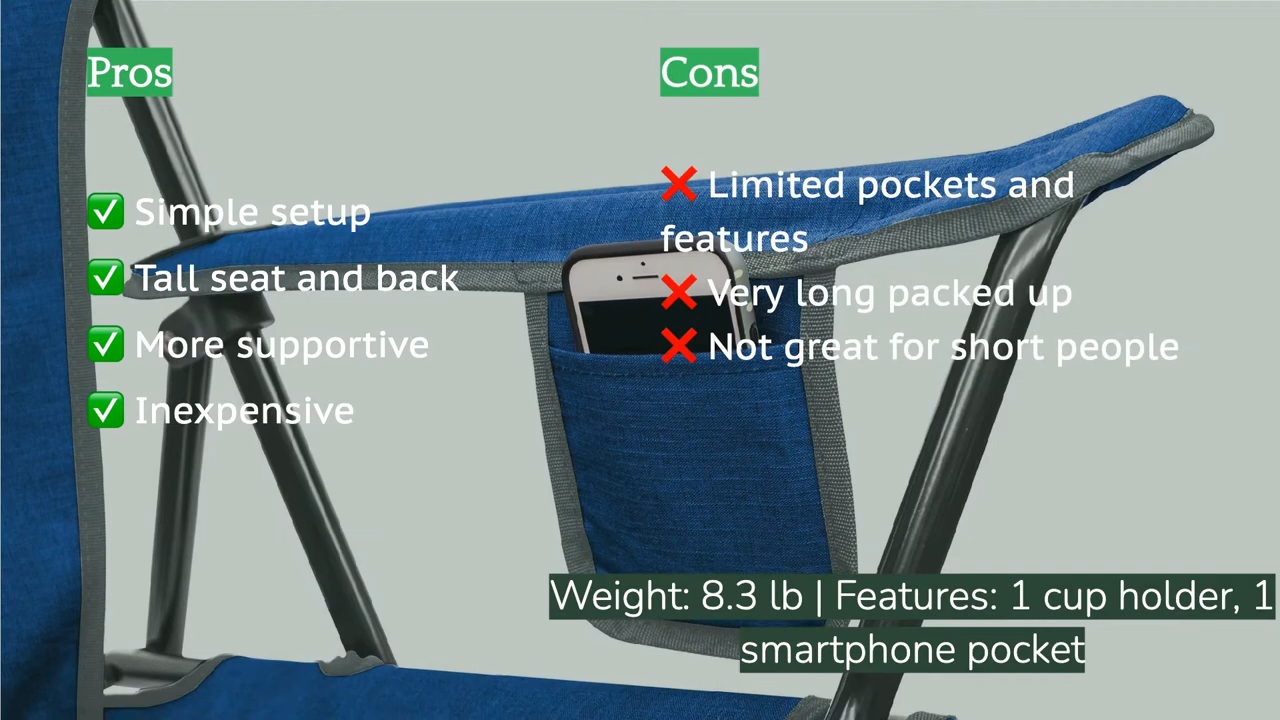 Pros
✅ Simple setup
✅ Tall seat and back
✅ More supportive
✅ Inexpensive
Cons
❌ Limited pockets and
features
❌ Very long packed up
❌ Not great for short people
Weight: 8.3 lb | Features: 1 cup holder, 1
smartphone pocket